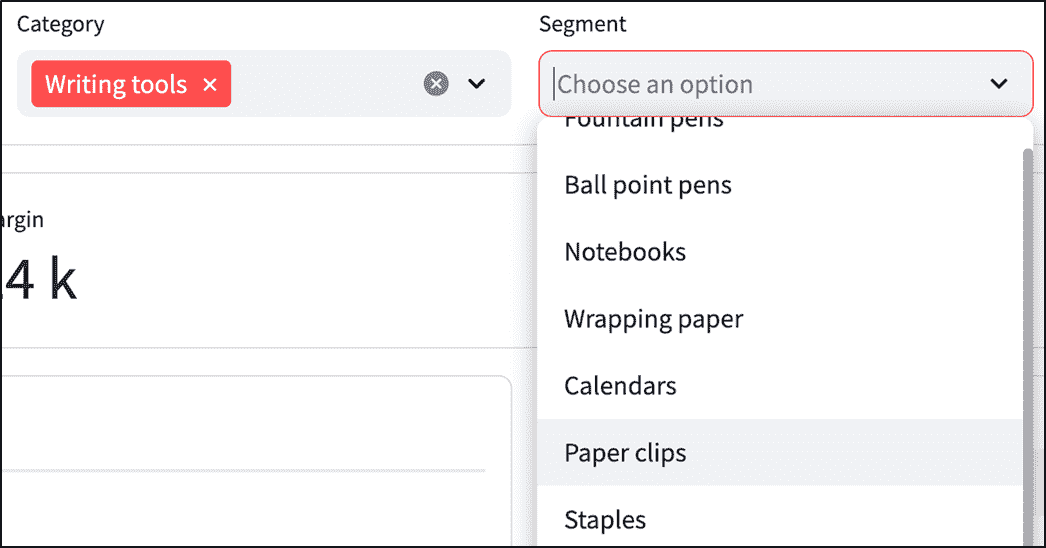 Category
Segment
Writing tools
Choose an option
Fountain pens
Ball point pens
argin
Notebooks
4 k
Wrapping paper
Calendars
Paper clips
Staples